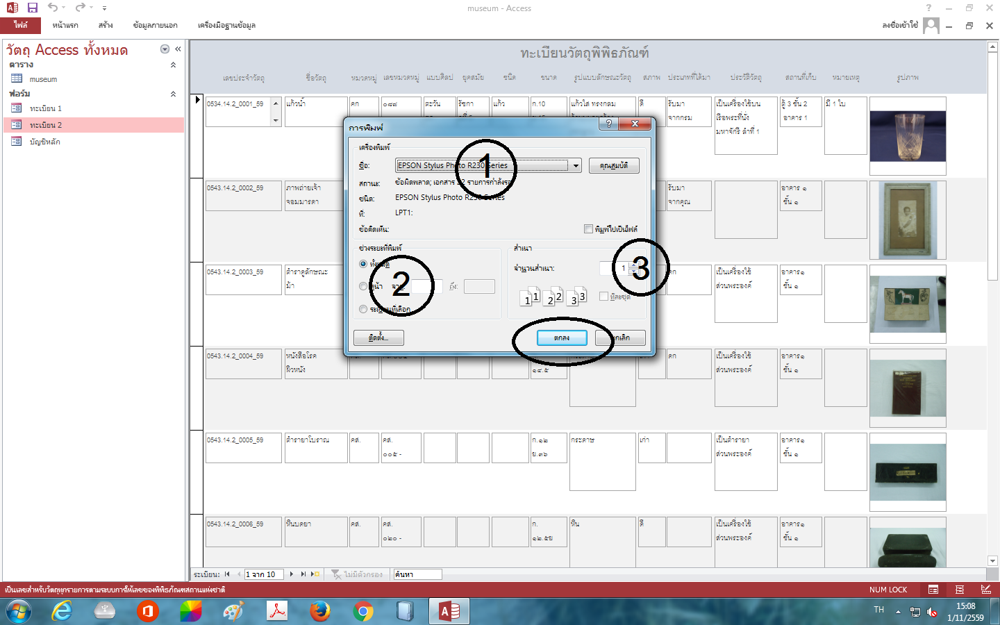 museum - Access
ไฟล์ หน้าแรก สร้าง ข้อมูลภายนอก เครื่องมือฐานข้อมูล ลงชื่อเข้าใช้
วัตถุ Access ทั้งหมด
ตาราง
museum
ฟอร์ม
ทะเบียน 1
ทะเบียน 2
บัญชีหลัก
ทะเบียนวัตถุพิพิธภัณฑ์
เลขประจำวัตถุ ชื่อวัตถุ หมวดหมู่ เลขหมวดหมู่ แบบศิลป ยุคสมัย ชนิด ขนาด รูปแบบลักษณะวัตถุ สภาพ ประเภทที่ได้มา ประวัติวัตถุ สถานที่เก็บ หมายเหตุ รูปภาพ
0534.14.2_0001_59 แก้วน้ำ คก ๐๘๘ ตะวัน รัชกา แก้ว ก.10 แก้วใส ทรงกลม ดี รับมา เป็นเครื่องใช้บน ตู้ 3 ชั้น 2 มี 1 ใบ
จากกรม เรือพระที่นั่ง อาคาร 1
มหาจักรี ลำที่ 1
0543.14.2_0002_59 ภาพถ่ายเจ้า รับมา อาคาร ๑
จอมมารดา จากคุณ ชั้น ๑
0543.14.2_0003_59 ตำราดูลักษณะ ตก เป็นเครื่องใช้ อาคาร๑
ม้า ส่วนพระองค์ ชั้น ๑
0543.14.2_0004_59 หนังสือโรค ตก เป็นเครื่องใช้ อาคาร๑
ผิวหนัง ๑๔.๕ ส่วนพระองค์ ชั้น ๑
0543.14.2_0005_59 ตำรายาโบราณ คส. คส. ก.๑๒ กระดาษ เก่า เป็นตำรายา อาคาร๑
๐๐๕ - ย.๓๖ ส่วนพระองค์ ชั้น ๑
0543.14.2_0006_59 หินบดยา คส. คส. ก. หิน ดี เป็นเครื่องใช้ อาคาร๑
๐๒๐ - ๑๒.๕ย ส่วนพระองค์ ชั้น ๑
การพิมพ์
เครื่องพิมพ์
ชื่อ: EPSON Stylus Photo R230 Series คุณสมบัติ
1
สถานะ: ข้อผิดพลาด; เอกสาร รายการกำลังรอ
ชนิด: EPSON Stylus Photo R230 Series
ที่: LPT1:
ข้อคิดเห็น: พิมพ์ไปเป็นไฟล์
ช่วงระยะที่พิมพ์ สำเนา
ทั้งหมด จำนวนสำเนา: 1
3
หน้า จาก: ถึง:
2
1 1 2 2 3 3 ทีละชุด
ระเบียนที่เลือก
ติดตั้ง... ตกลง ยกเลิก
ระเบียน: 1 จาก 10 ไม่มีตัวกรอง ค้นหา
เป็นเลขสำหรับวัตถุทุกรายการตามระบบการให้เลขของพิพิธภัณฑสถานแห่งชาติ NUM LOCK
TH 15:08
1/11/2559